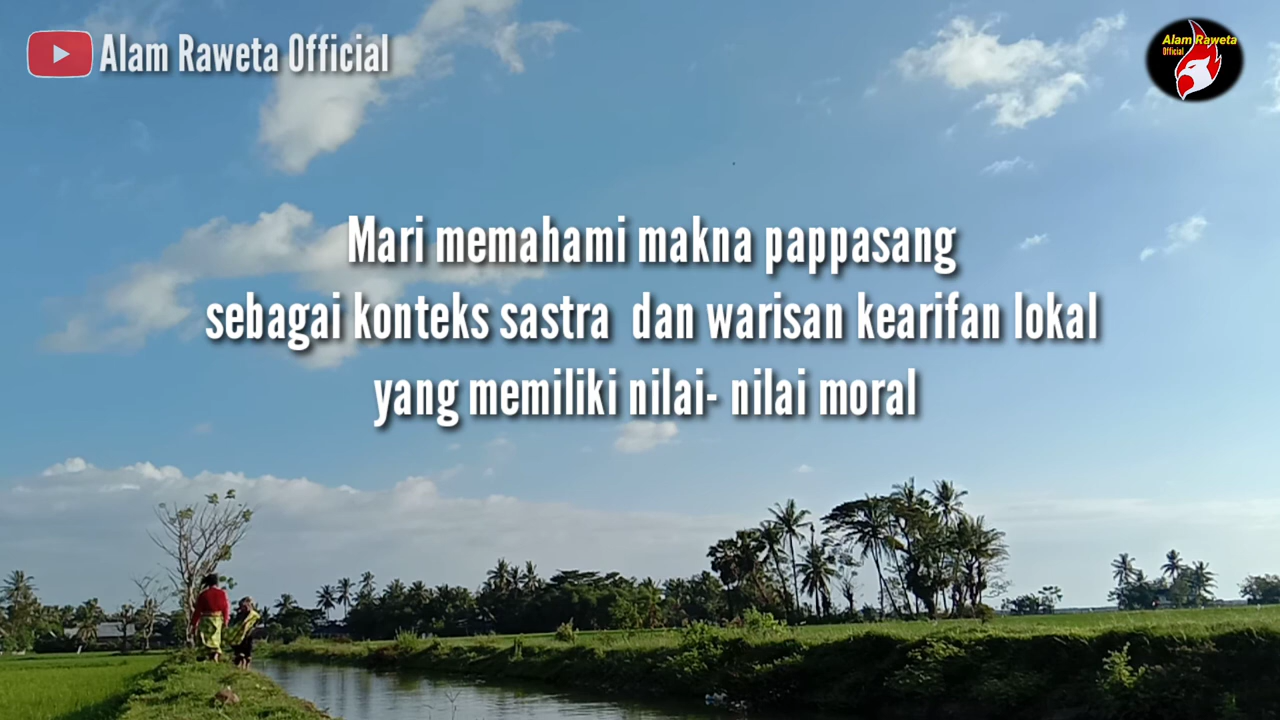 Alam Raweta Official
Alam Raweta
Official
Mari memahami makna pappasang
sebagai konteks sastra dan warisan kearifan lokal
yang memiliki nilai- nilai moral